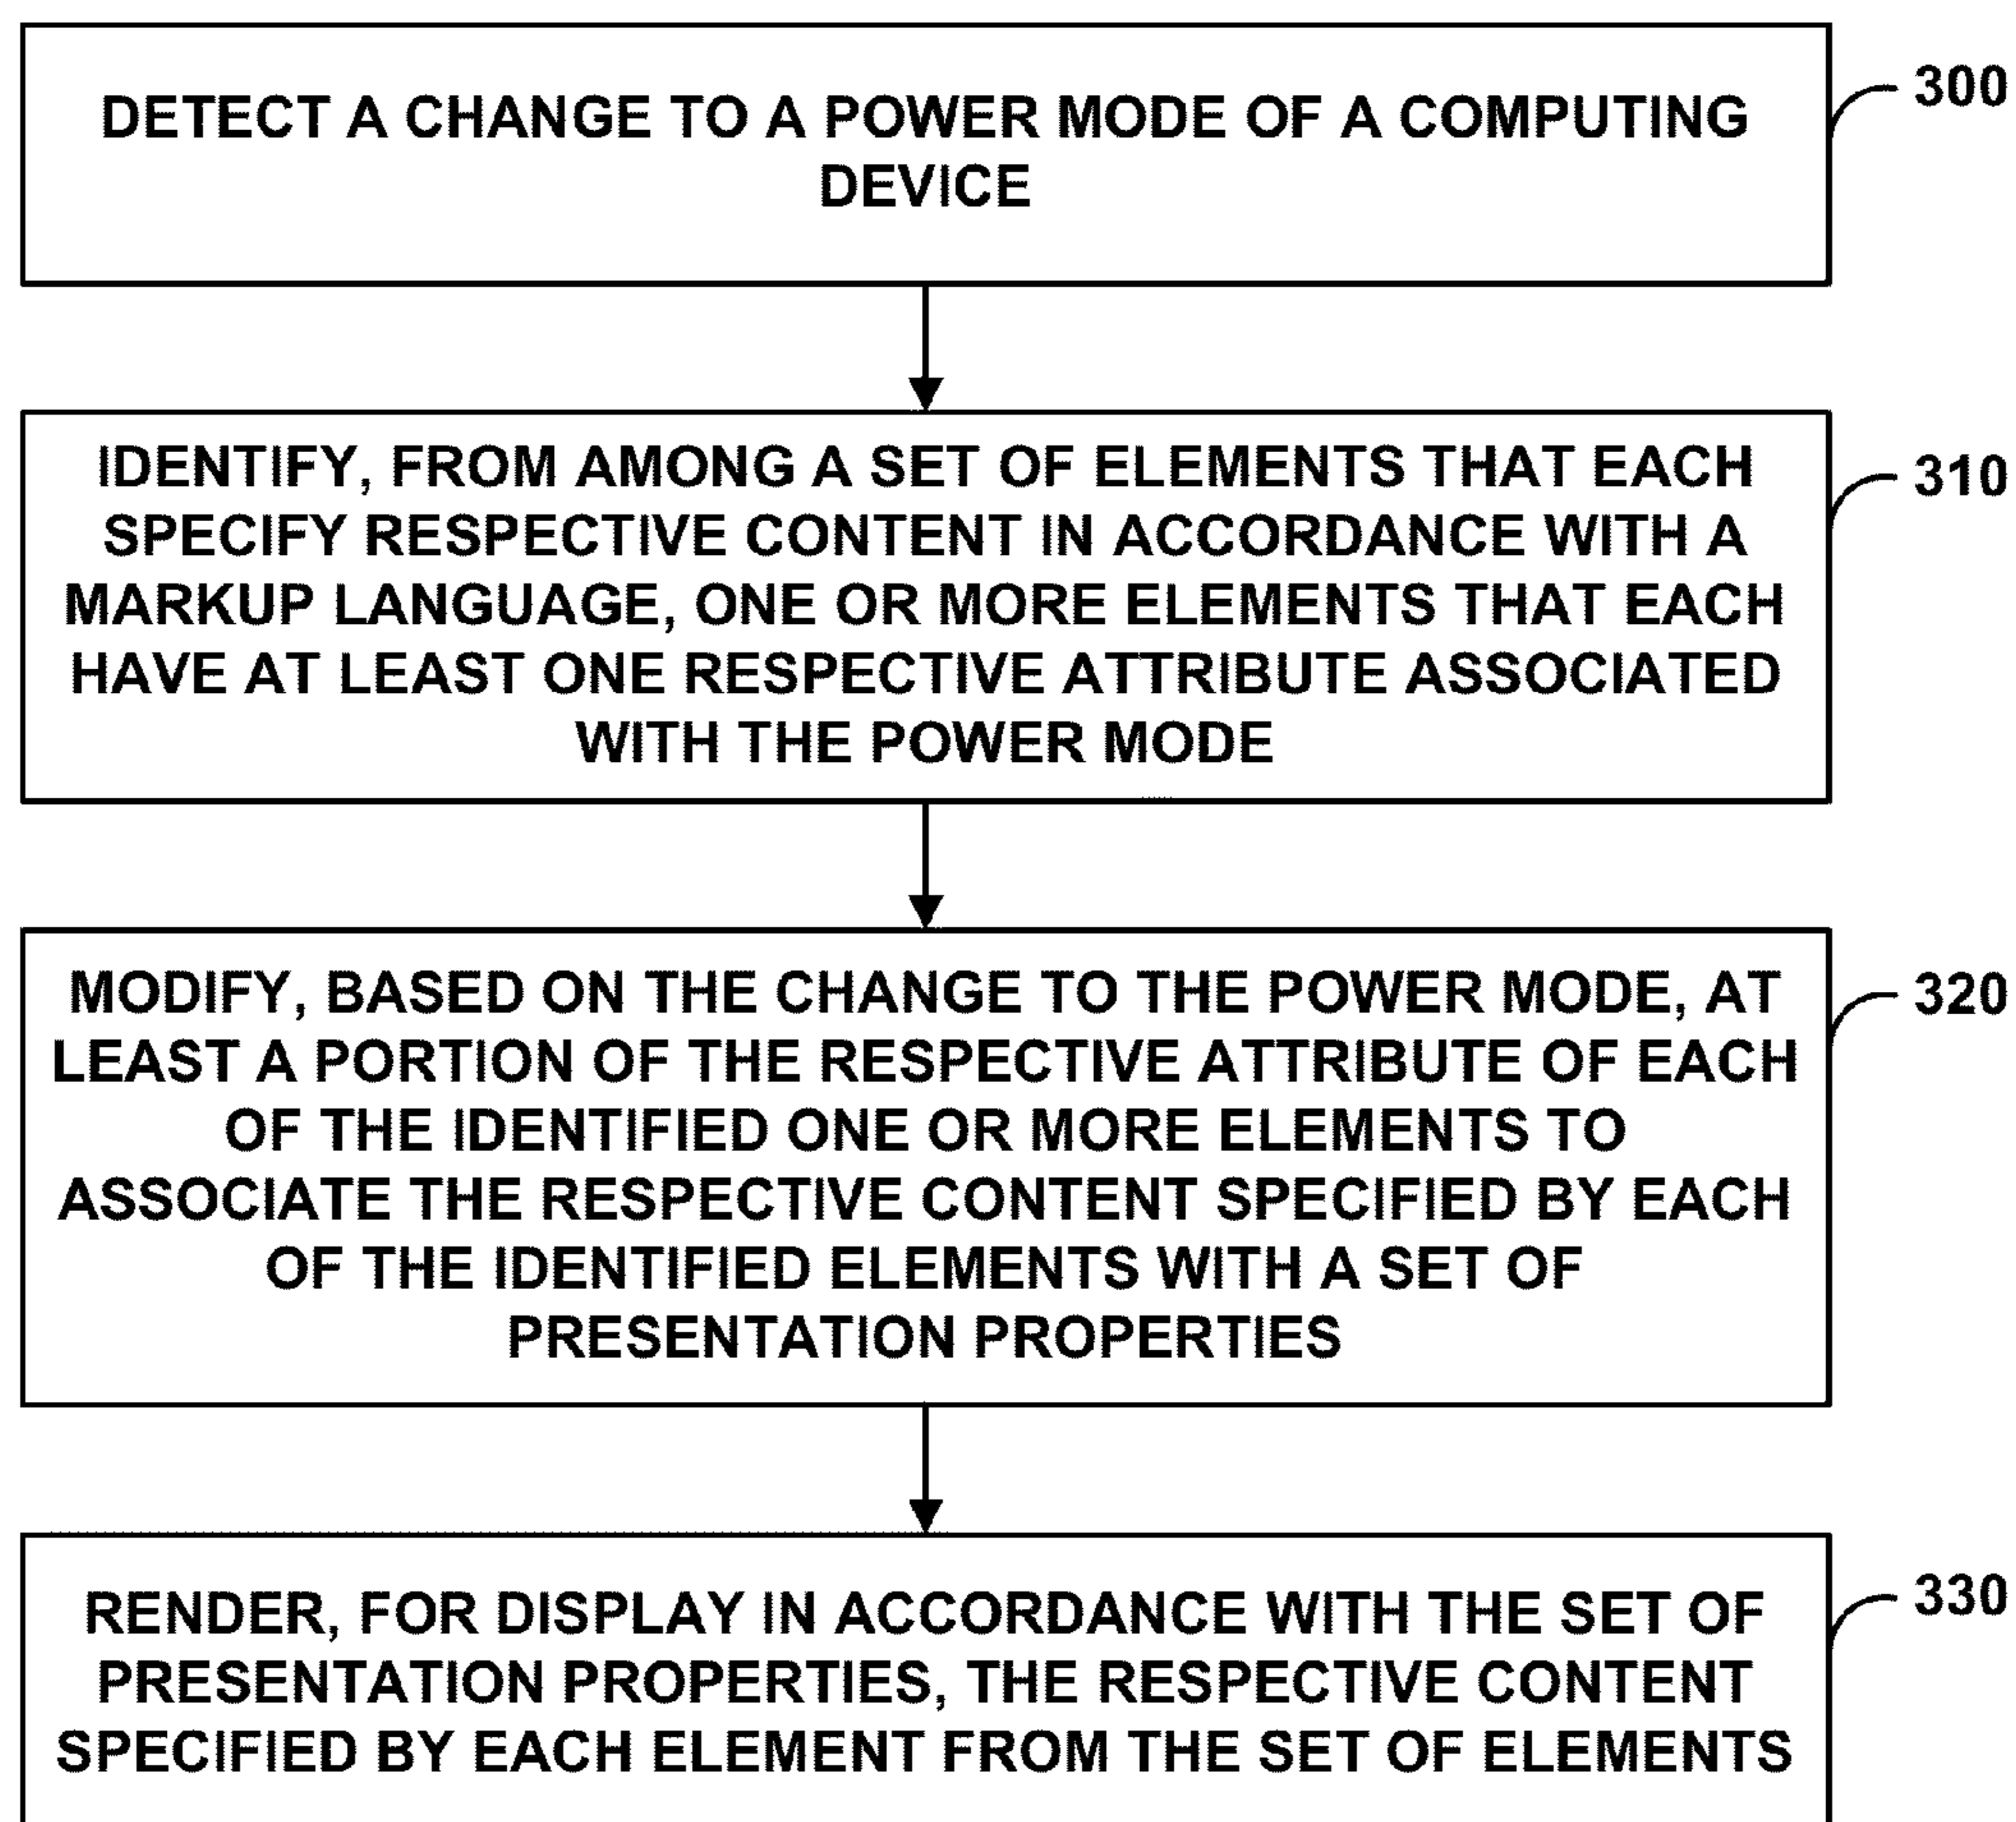 DETECT A CHANGE TO A POWER MODE OF A COMPUTING
DEVICE
300
IDENTIFY, FROM AMONG A SET OF ELEMENTS THAT EACH
SPECIFY RESPECTIVE CONTENT IN ACCORDANCE WITH A
MARKUP LANGUAGE, ONE OR MORE ELEMENTS THAT EACH
HAVE AT LEAST ONE RESPECTIVE ATTRIBUTE ASSOCIATED
WITH THE POWER MODE
310
MODIFY, BASED ON THE CHANGE TO THE POWER MODE, AT
LEAST A PORTION OF THE RESPECTIVE ATTRIBUTE OF EACH
OF THE IDENTIFIED ONE OR MORE ELEMENTS TO
ASSOCIATE THE RESPECTIVE CONTENT SPECIFIED BY EACH
OF THE IDENTIFIED ELEMENTS WITH A SET OF
PRESENTATION PROPERTIES
320
RENDER, FOR DISPLAY IN ACCORDANCE WITH THE SET OF
PRESENTATION PROPERTIES, THE RESPECTIVE CONTENT
SPECIFIED BY EACH ELEMENT FROM THE SET OF ELEMENTS
330